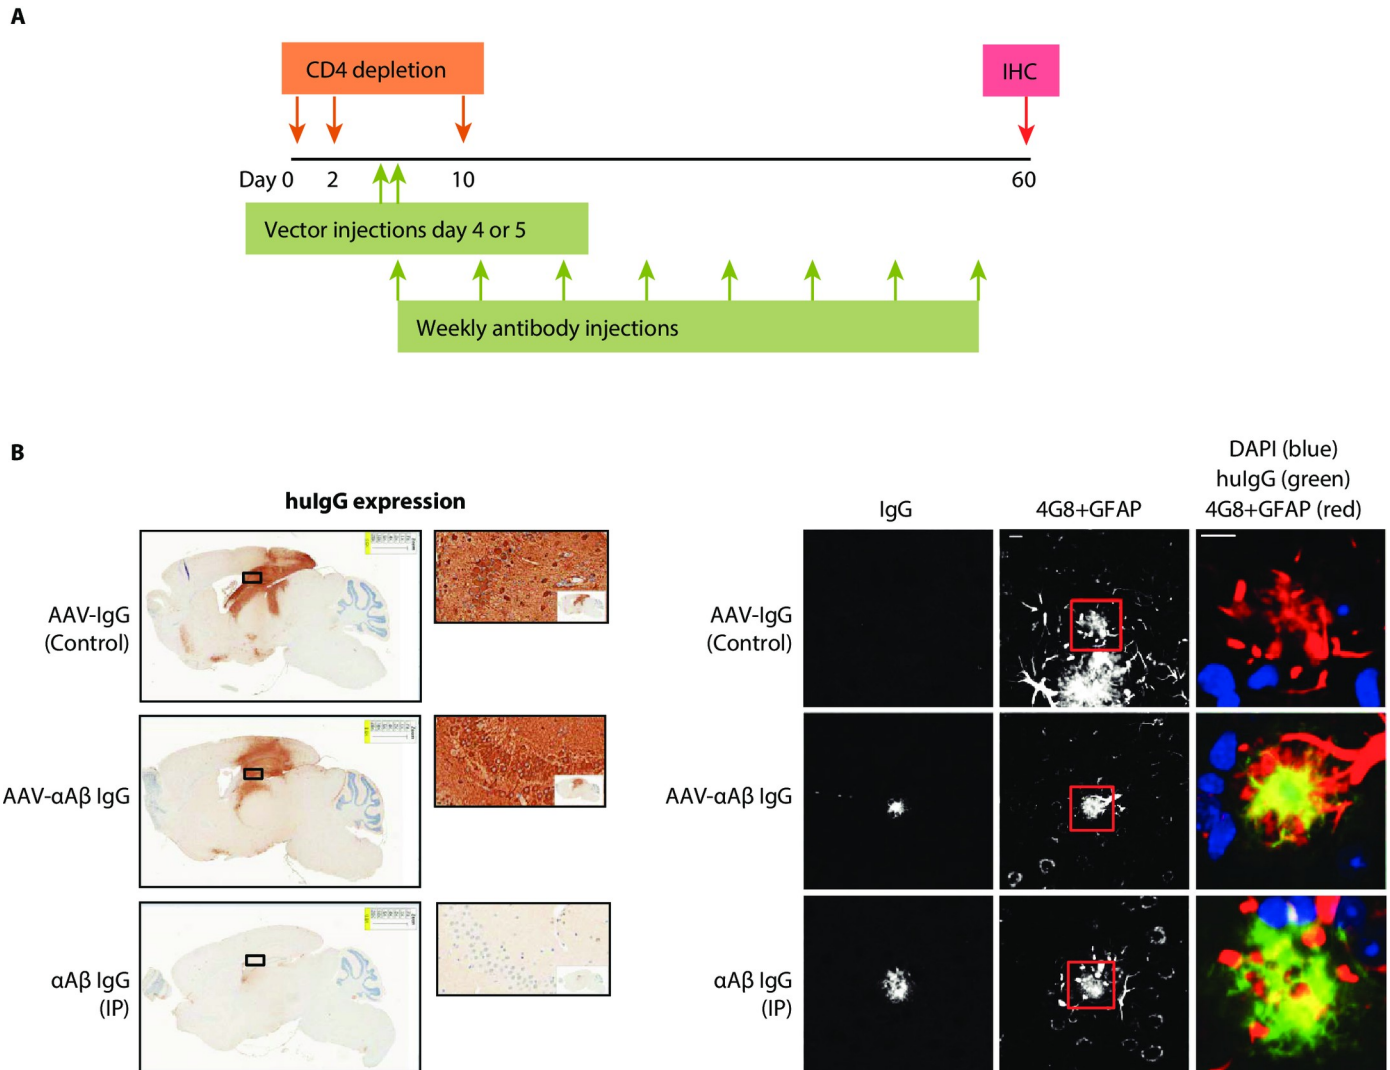 A
CD4 depletion
IHC
Day 0
2
10
60
Vector injections day 4 or 5
Weekly antibody injections
B
huIgG expression
IgG
4G8+GFAP
DAPI (blue)
huIgG (green)
4G8+GFAP (red)
AAV-IgG
(Control)
AAV-IgG
(Control)
AAV-αAβ IgG
AAV-αAβ IgG
αAβ IgG
(IP)
αAβ IgG
(IP)